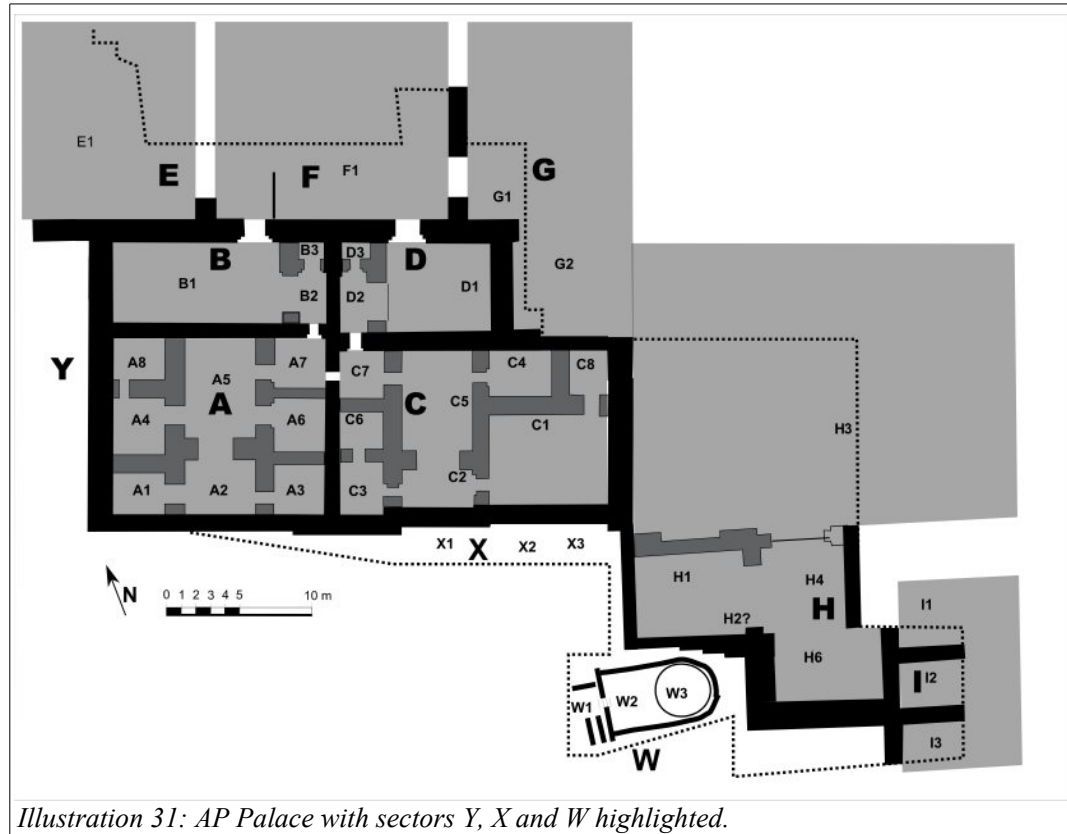 E1
E
F
F1
G
G1
G2
B
B3
D3
D
B1
B2
D2
D1
Y
A8
A5
A7
C7
C4
C8
A
C
C5
A4
A6
C6
C1
H3
A1
A2
A3
C3
C2
X1
X
X2
X3
N
0 1 2 3 4 5 10 m
H1
H4
H
H2?
I1
H6
I
I2
W1
W2
W3
I3
W
Illustration 31: AP Palace with sectors Y, X and W highlighted.